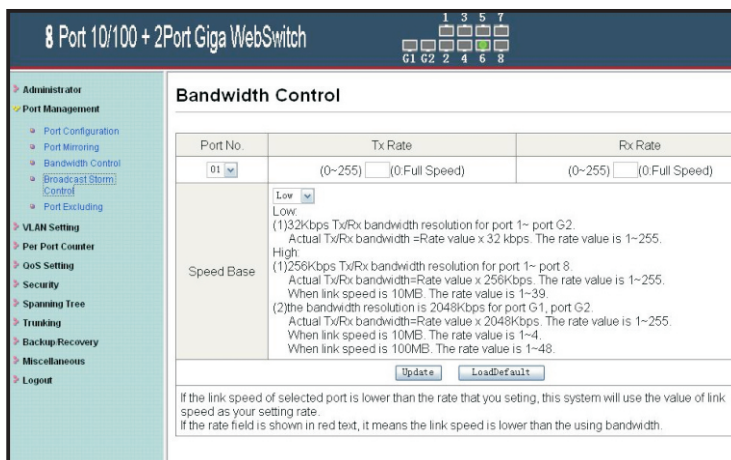 8 Port 10/100 + 2Port Giga WebSwitch
1 3 5 7
G1 G2 2 4 6 8
Administrator
Port Management
Port Configuration
Port Mirroring
Bandwidth Control
Broadcast Storm
Control
Port Excluding
VLAN Setting
Per Port Counter
QoS Setting
Security
Spanning Tree
Trunking
Backup/Recovery
Miscellaneous
Logout
Bandwidth Control
Port No. Tx Rate Rx Rate
01 (0~255) (0:Full Speed) (0~255) (0:Full Speed)
Speed Base
Low
Low:
(1)32Kbps Tx/Rx bandwidth resolution for port 1~ port G2.
Actual Tx/Rx bandwidth =Rate value x 32 kbps. The rate value is 1~255.
High:
(1)256Kbps Tx/Rx bandwidth resolution for port 1~ port 8.
Actual Tx/Rx bandwidth=Rate value x 256Kbps. The rate value is 1~255.
When link speed is 10MB. The rate value is 1~39.
(2)the bandwidth resolution is 2048Kbps for port G1, port G2.
Actual Tx/Rx bandwidth=Rate value x 2048Kbps. The rate value is 1~255.
When link speed is 10MB. The rate value is 1~4.
When link speed is 100MB. The rate value is 1~48.
Update LoadDefault
If the link speed of selected port is lower than the rate that you seting, this system will use the value of link
speed as your setting rate.
If the rate field is shown in red text, it means the link speed is lower than the using bandwidth.